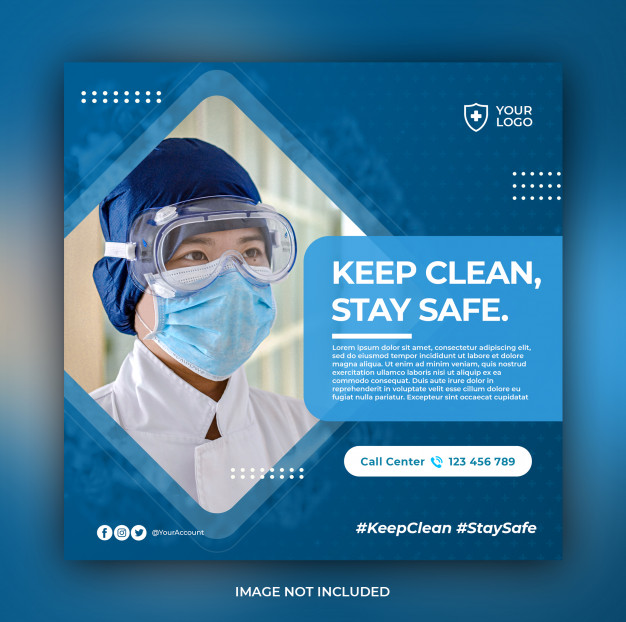 YOUR
LOGO
KEEP CLEAN,
STAY SAFE.
Lorem ipsum dolor sit amet, consectetur
adipiscing elit, sed do eiusmod tempor
incididunt ut labore et dolore magna
aliqua. Ut enim ad minim veniam, quis
nostrud exercitation ullamco laboris
nisi ut aliquip ex ea commodo
consequat. Duis aute irure dolor in
reprehenderit in voluptate velit esse
fugiat nulla pariatur. Excepteur sint occaecat cupidatat
Call Center 123 456 789
@YourAccount
#KeepClean #StaySafe
IMAGE NOT INCLUDED